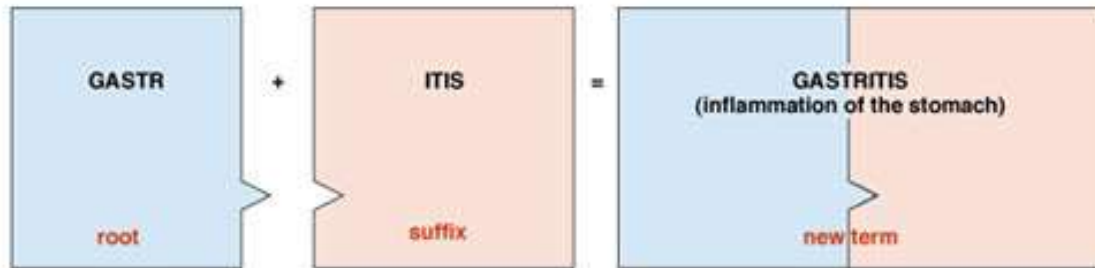 GASTR + ITIS = GASTRITIS
(inflammation of the stomach)
root suffix new term